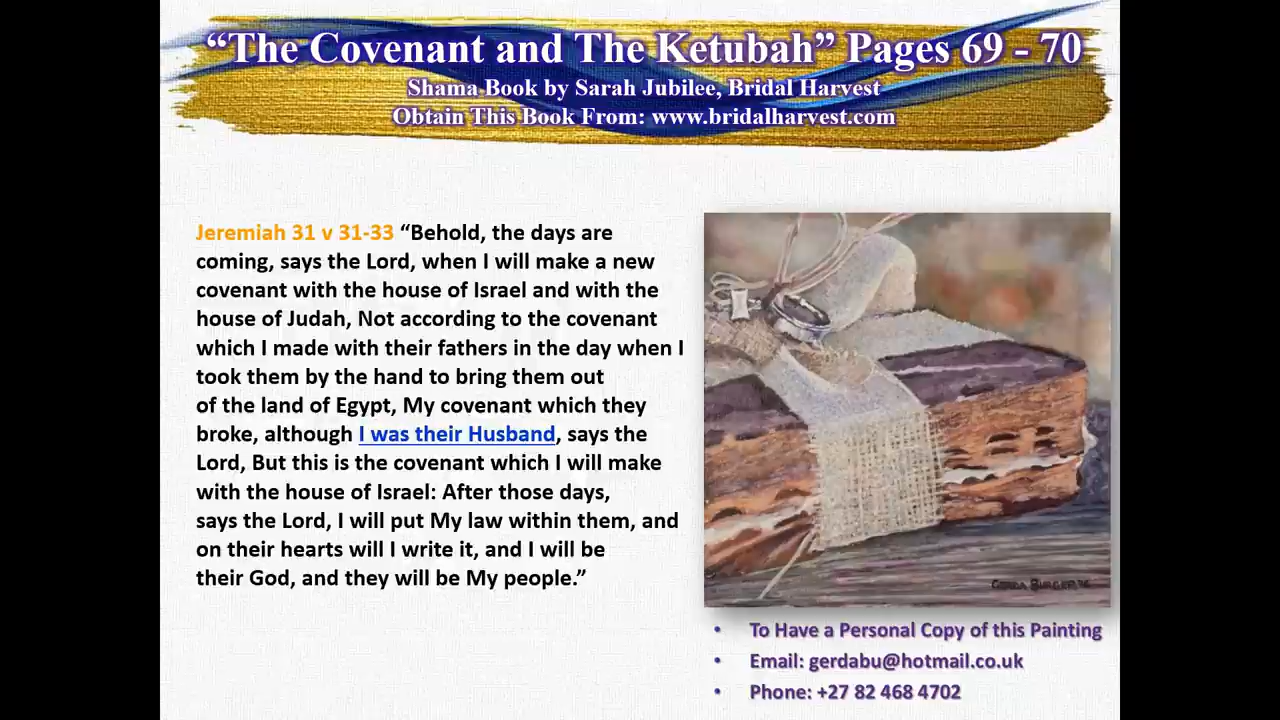 “The Covenant and The Ketubah” Pages 69 - 70
Shama Book by Sarah Jubilee, Bridal Harvest
Obtain This Book From: www.bridalharvest.com
Jeremiah 31 v 31-33 “Behold, the days are
coming, says the Lord, when I will make a new
covenant with the house of Israel and with the
house of Judah, Not according to the covenant
which I made with their fathers in the day when I
took them by the hand to bring them out
of the land of Egypt, My covenant which they
broke, although I was their Husband, says the
Lord, But this is the covenant which I will make
with the house of Israel: After those days,
says the Lord, I will put My law within them, and
on their hearts will I write it, and I will be
their God, and they will be My people.”
Gerda Burger
• To Have a Personal Copy of this Painting
• Email: gerdabu@hotmail.co.uk
• Phone: +27 82 468 4702